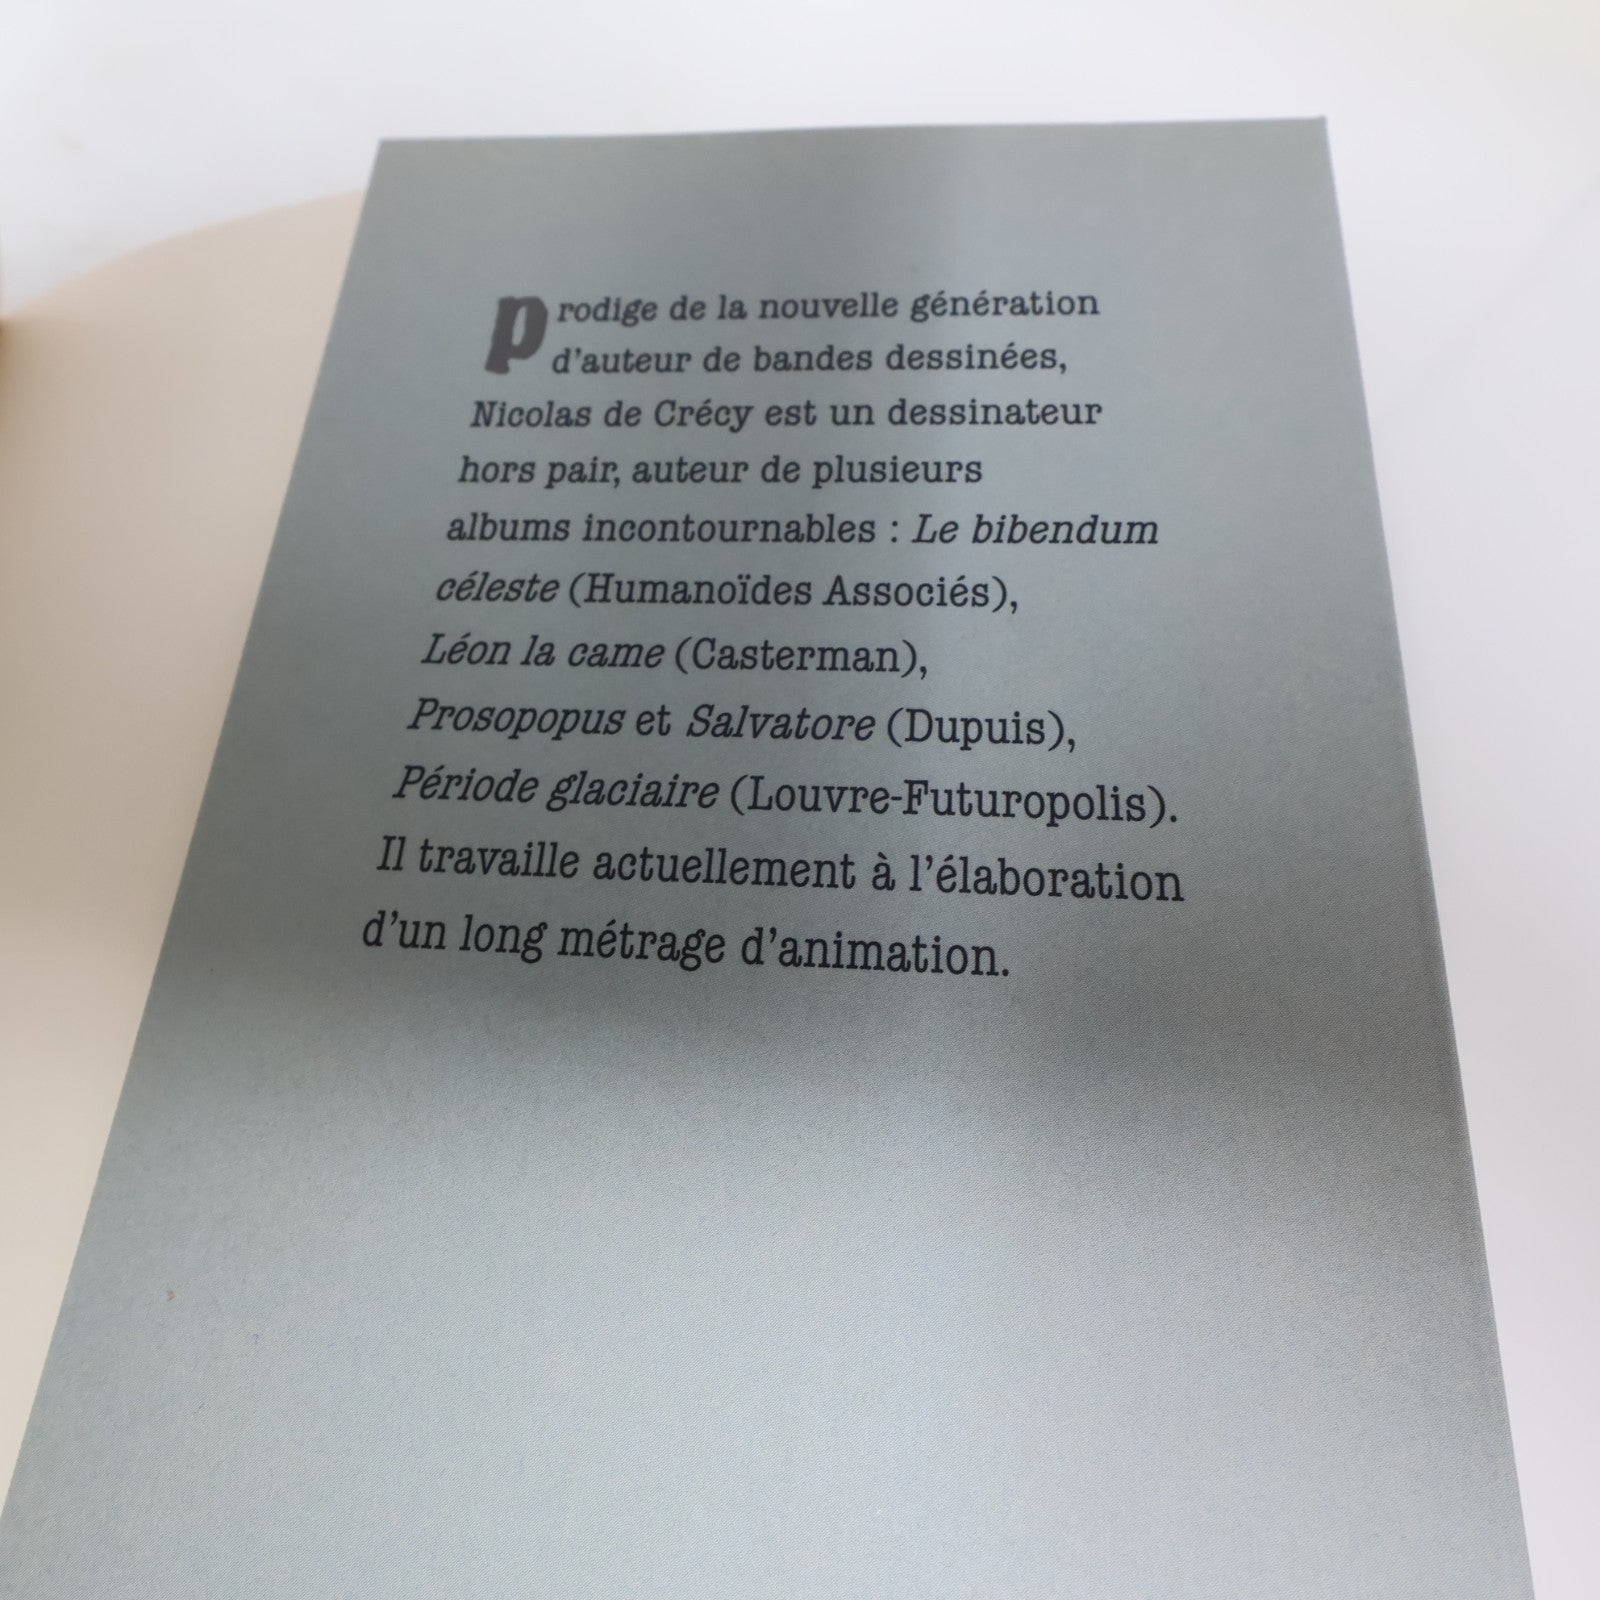 prodige de la nouvelle génération
d'auteur de bandes dessinées,
Nicolas de Crécy est un dessinateur
hors pair, auteur de plusieurs
albums incontournables : Le bibendum
céleste (Humanoïdes Associés),
Léon la came (Casterman),
Prosopopus et Salvatore (Dupuis),
Période glaciaire (Louvre-Futuropolis).
Il travaille actuellement à l'élaboration
d'un long métrage d'animation.